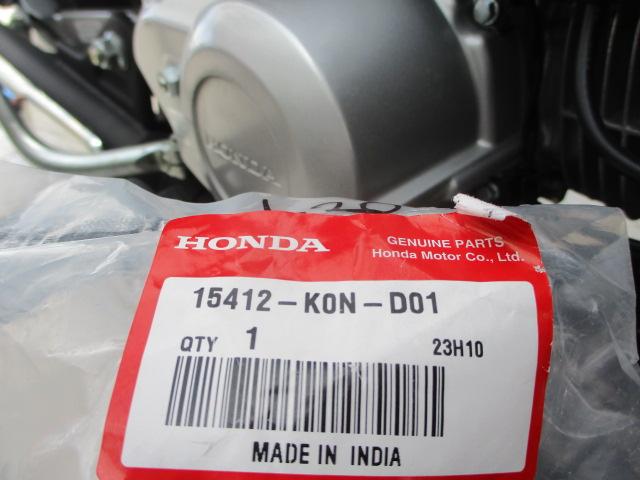 HONDA
HONDA
GENUINE PARTS
Honda Motor Co., Ltd.
15412-K0N-D01
QTY 1
23H10
MADE IN INDIA